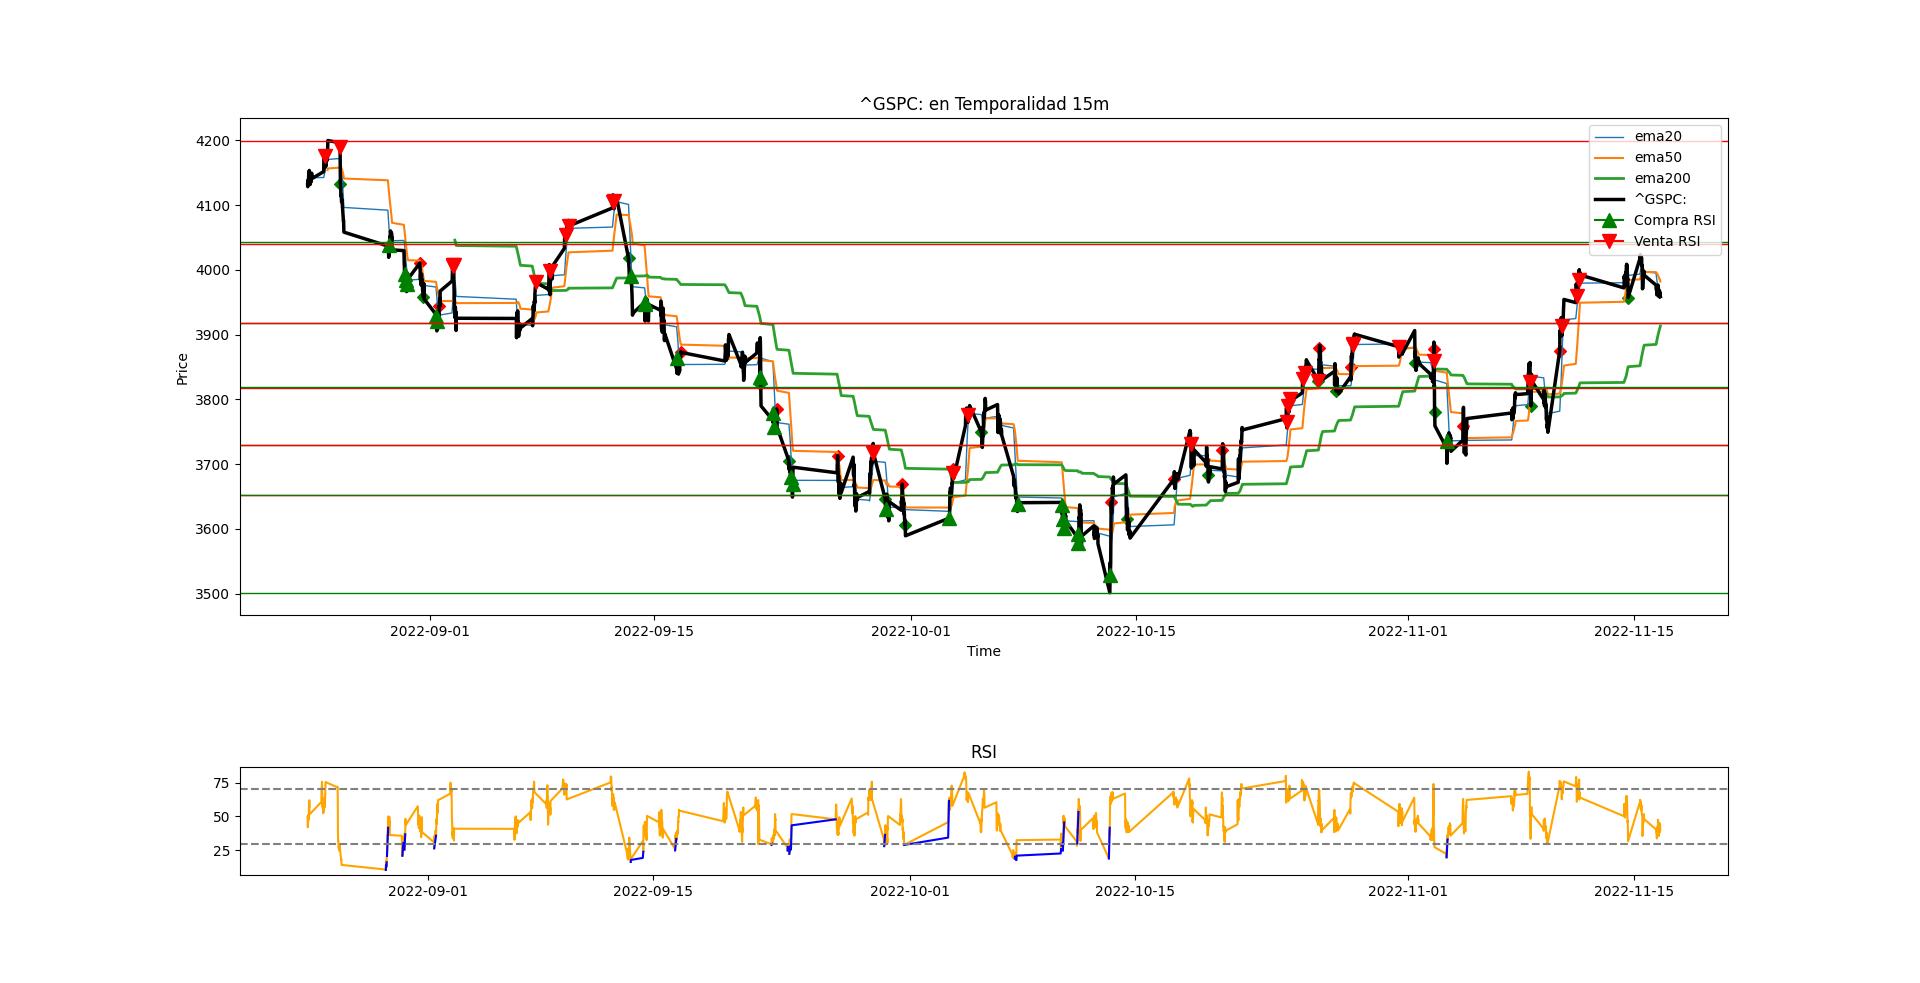 ^GSPC: en Temporalidad 15m
4200
4100
4000
3900
3800
3700
3600
3500
Price
ema20
ema50
ema200
^GSPC:
Compra RSI
Venta RSI
2022-09-01 2022-09-15 2022-10-01 2022-10-15 2022-11-01 2022-11-15
Time
RSI
75
50
25
2022-09-01 2022-09-15 2022-10-01 2022-10-15 2022-11-01 2022-11-15